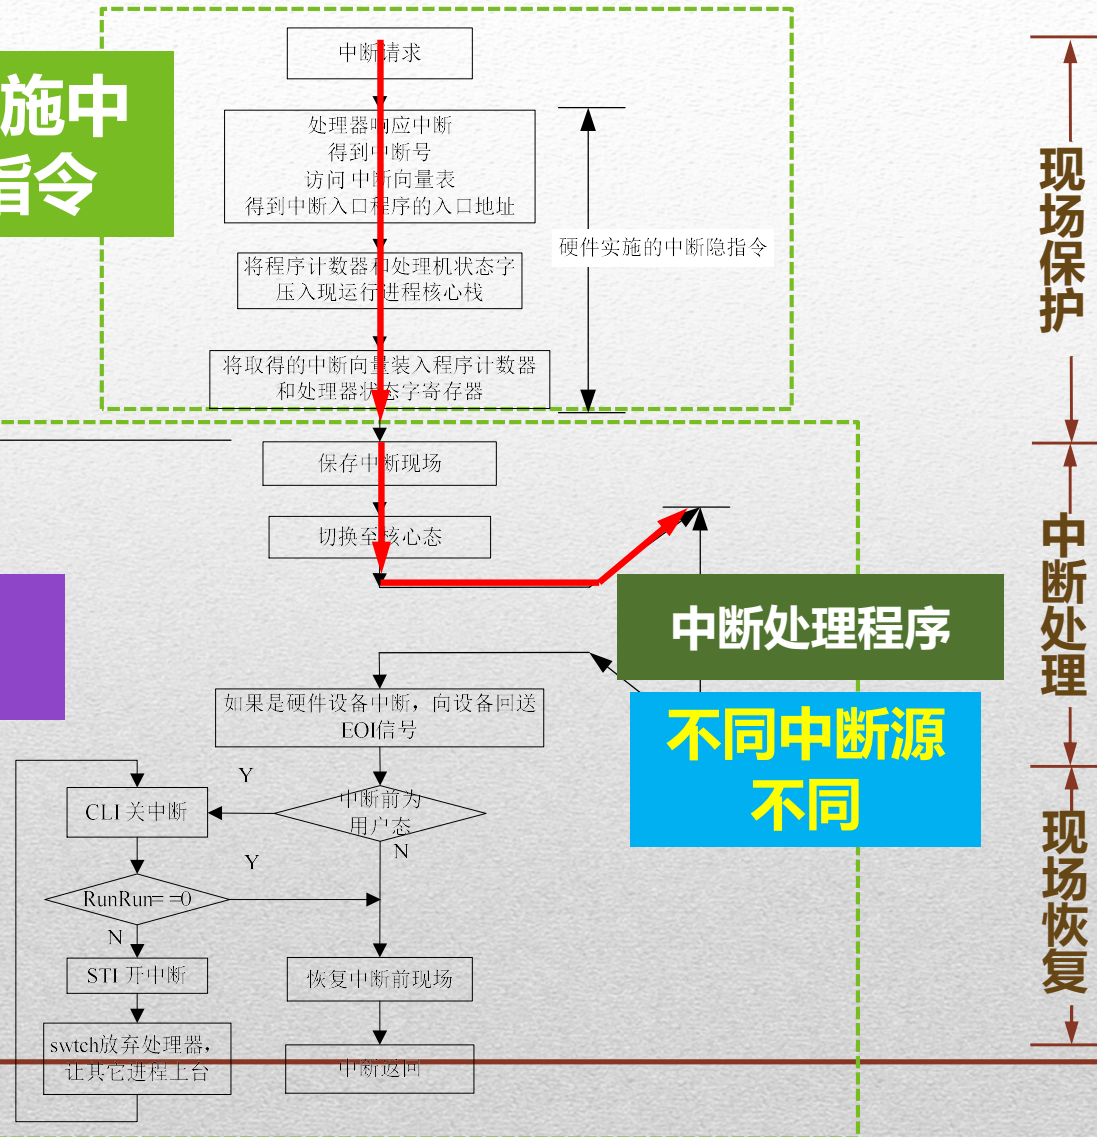 中断请求
施中
指令
处理器响应中断
得到中断号
访问中断向量表
得到中断入口程序的入口地址
硬件实施的中断隐指令
将程序计数器和处理机状态字
压入现运行进程核心栈
将取得的中断向量装入程序计数器
和处理器状态字寄存器
现场保护
保存中断现场
切换至核心态
中断处理程序
中断处理
不同中断源
不同
如果是硬件设备中断，向设备回送
EOI信号
Y
中断前为
用户态
CLI 关中断
N
Y
RunRun==0
N
STI 开中断
恢复中断前现场
现场恢复
swtch放弃处理器，
让其它进程上台
中断返回